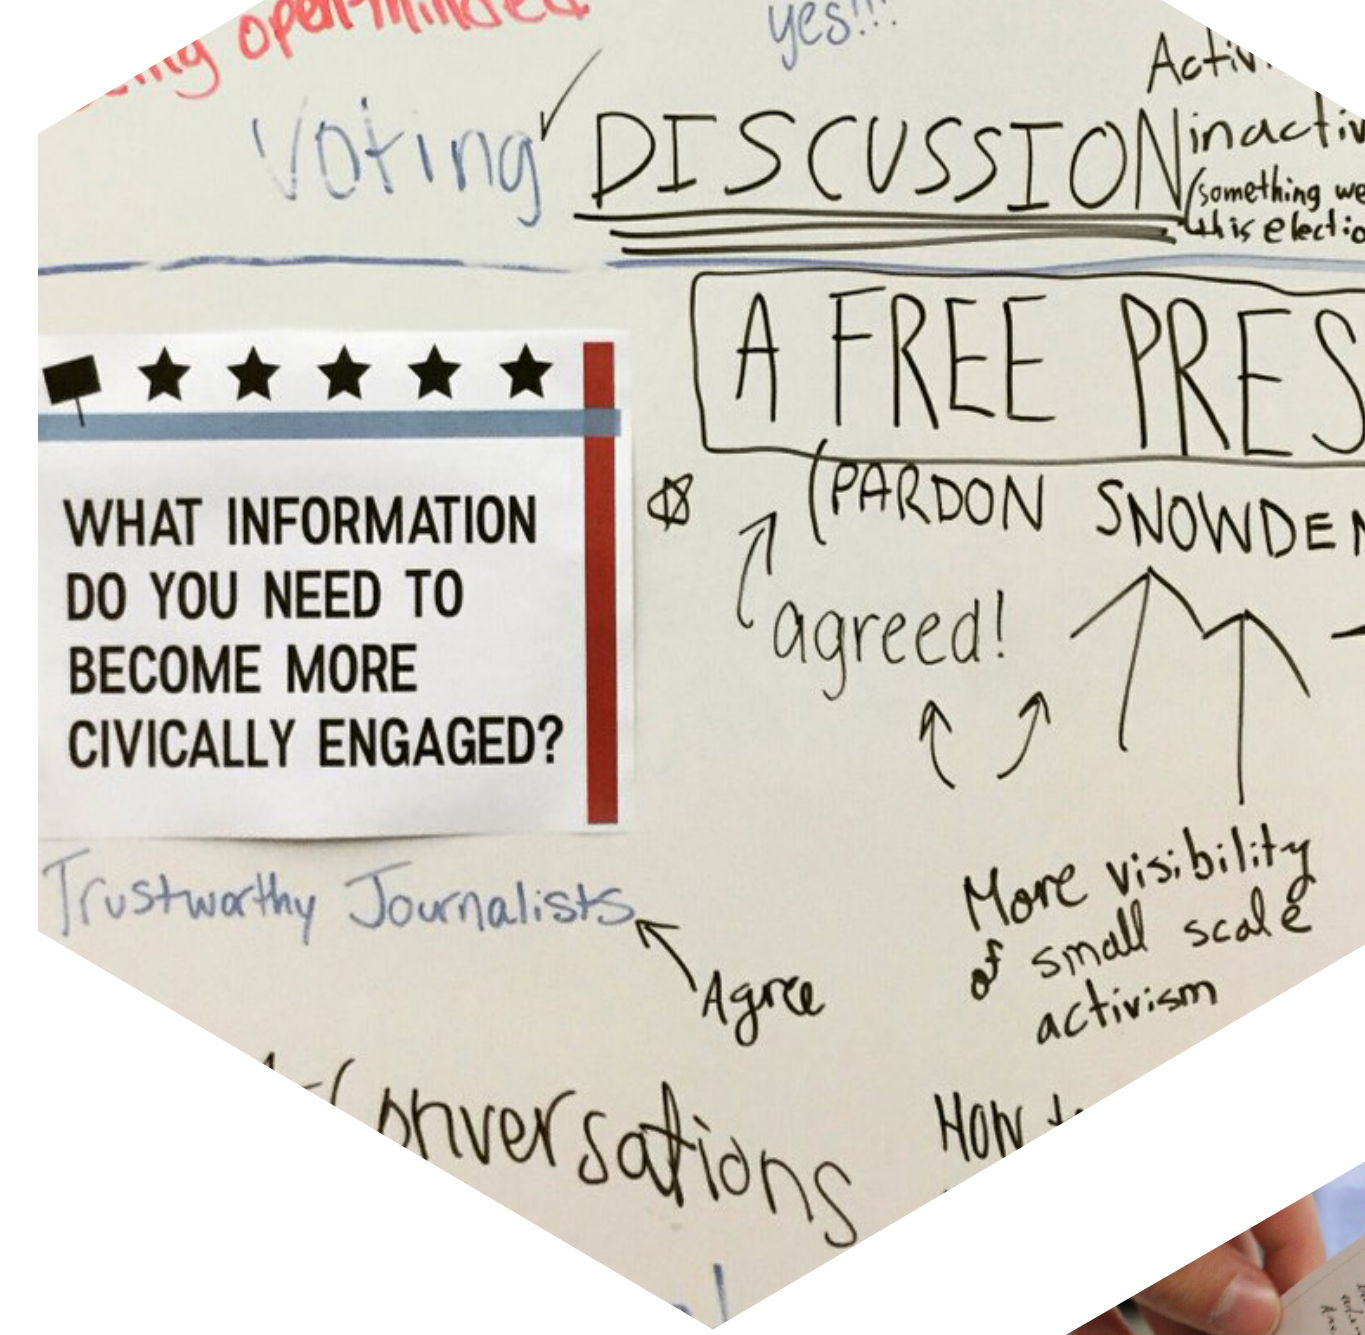 open-minded
yes!!!
Voting
DISCUSSION
(something we
this electio
A FREE PRES
(PARDON SNOWDEN
agreed!
WHAT INFORMATION
DO YOU NEED TO
BECOME MORE
CIVICALLY ENGAGED?
Trustworthy Journalists
Agree
More visibility
of small scale
activism
Conversations
How